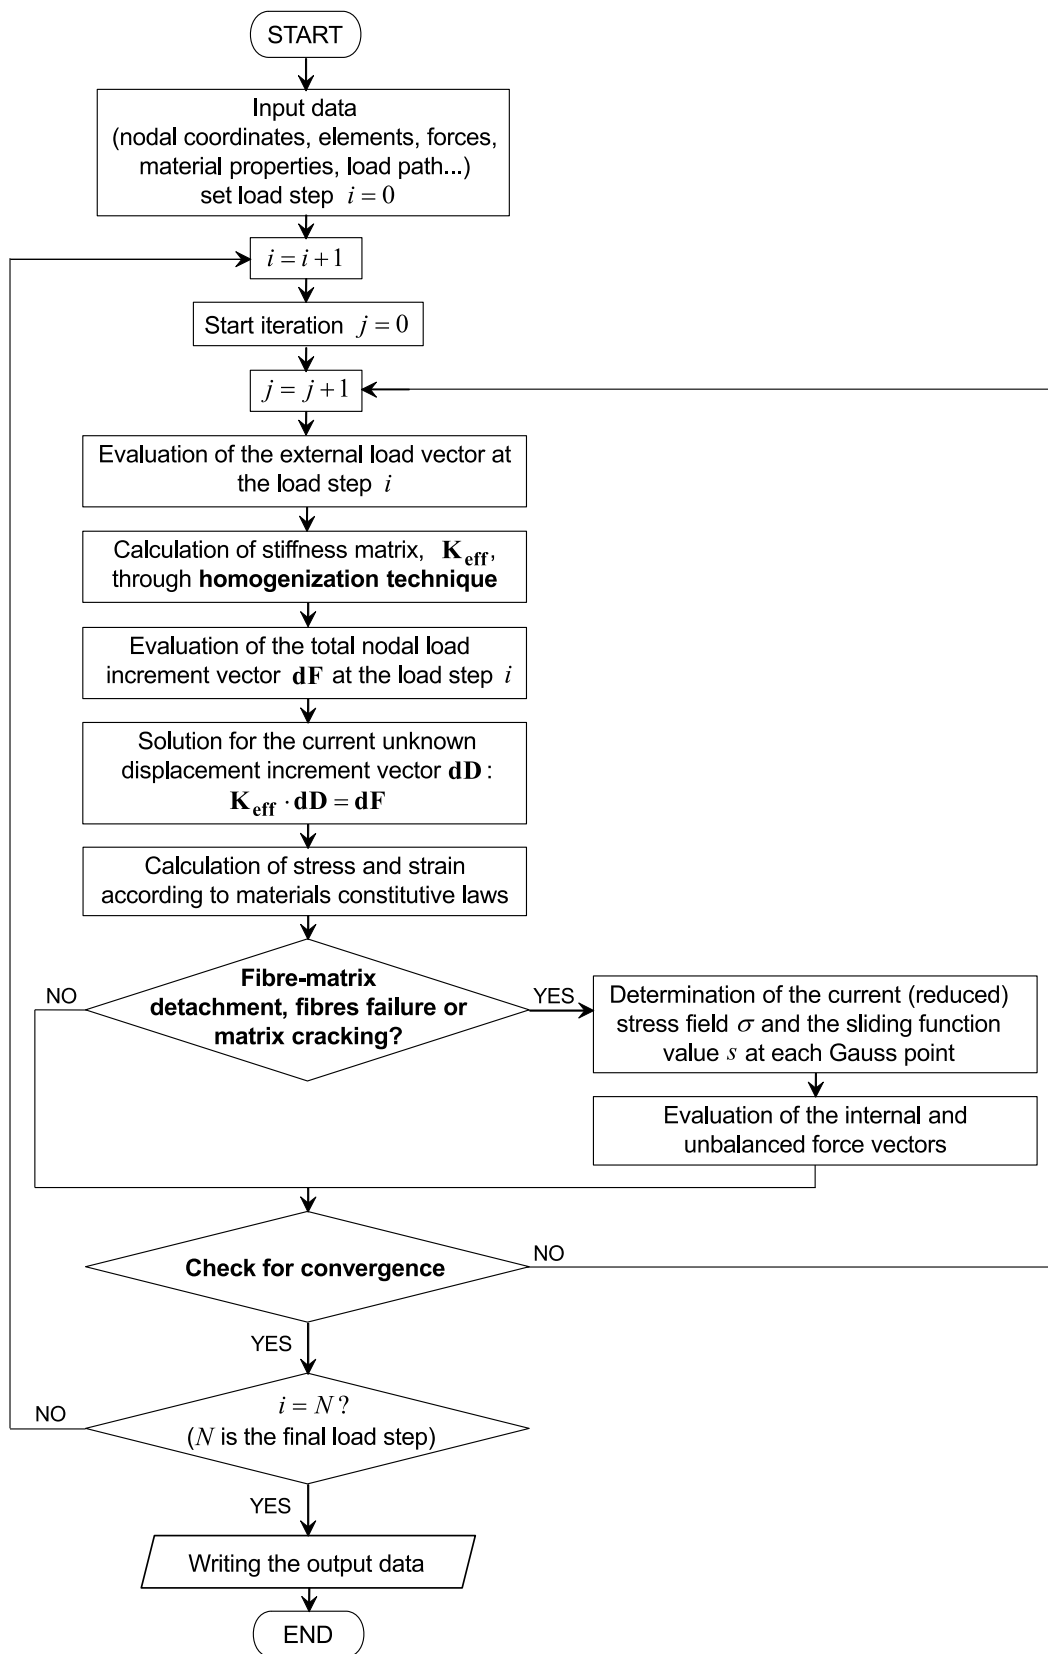 START
Input data
(nodal coordinates, elements, forces,
material properties, load path...)
set load step i = 0
i = i + 1
Start iteration j = 0
j = j + 1
Evaluation of the external load vector at
the load step i
Calculation of stiffness matrix, K_eff,
through homogenization technique
Evaluation of the total nodal load
increment vector dF at the load step i
Solution for the current unknown
displacement increment vector dD :
K_eff · dD = dF
Calculation of stress and strain
according to materials constitutive laws
Fibre-matrix
detachment, fibres failure or
matrix cracking?
NO
YES
Determination of the current (reduced)
stress field σ and the sliding function
value s at each Gauss point
Evaluation of the internal and
unbalanced force vectors
Check for convergence
NO
YES
i = N ?
(N is the final load step)
NO
YES
Writing the output data
END